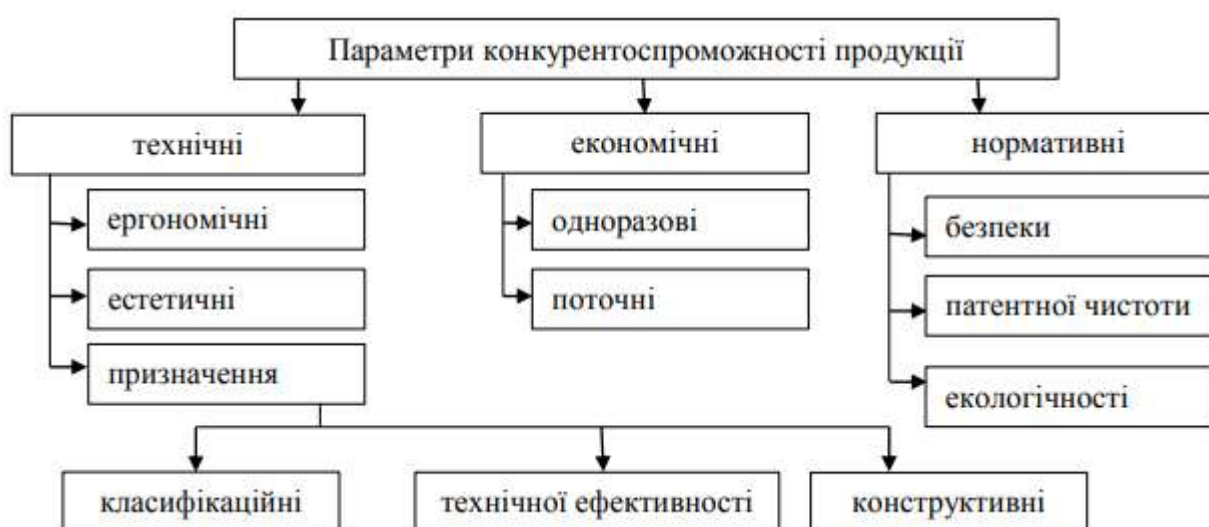 Параметри конкурентоспроможності продукції
технічні
економічні
нормативні
ергономічні
одноразові
безпеки
естетичні
поточні
патентної чистоти
призначення
екологічності
класифікаційні
технічної ефективності
конструктивні